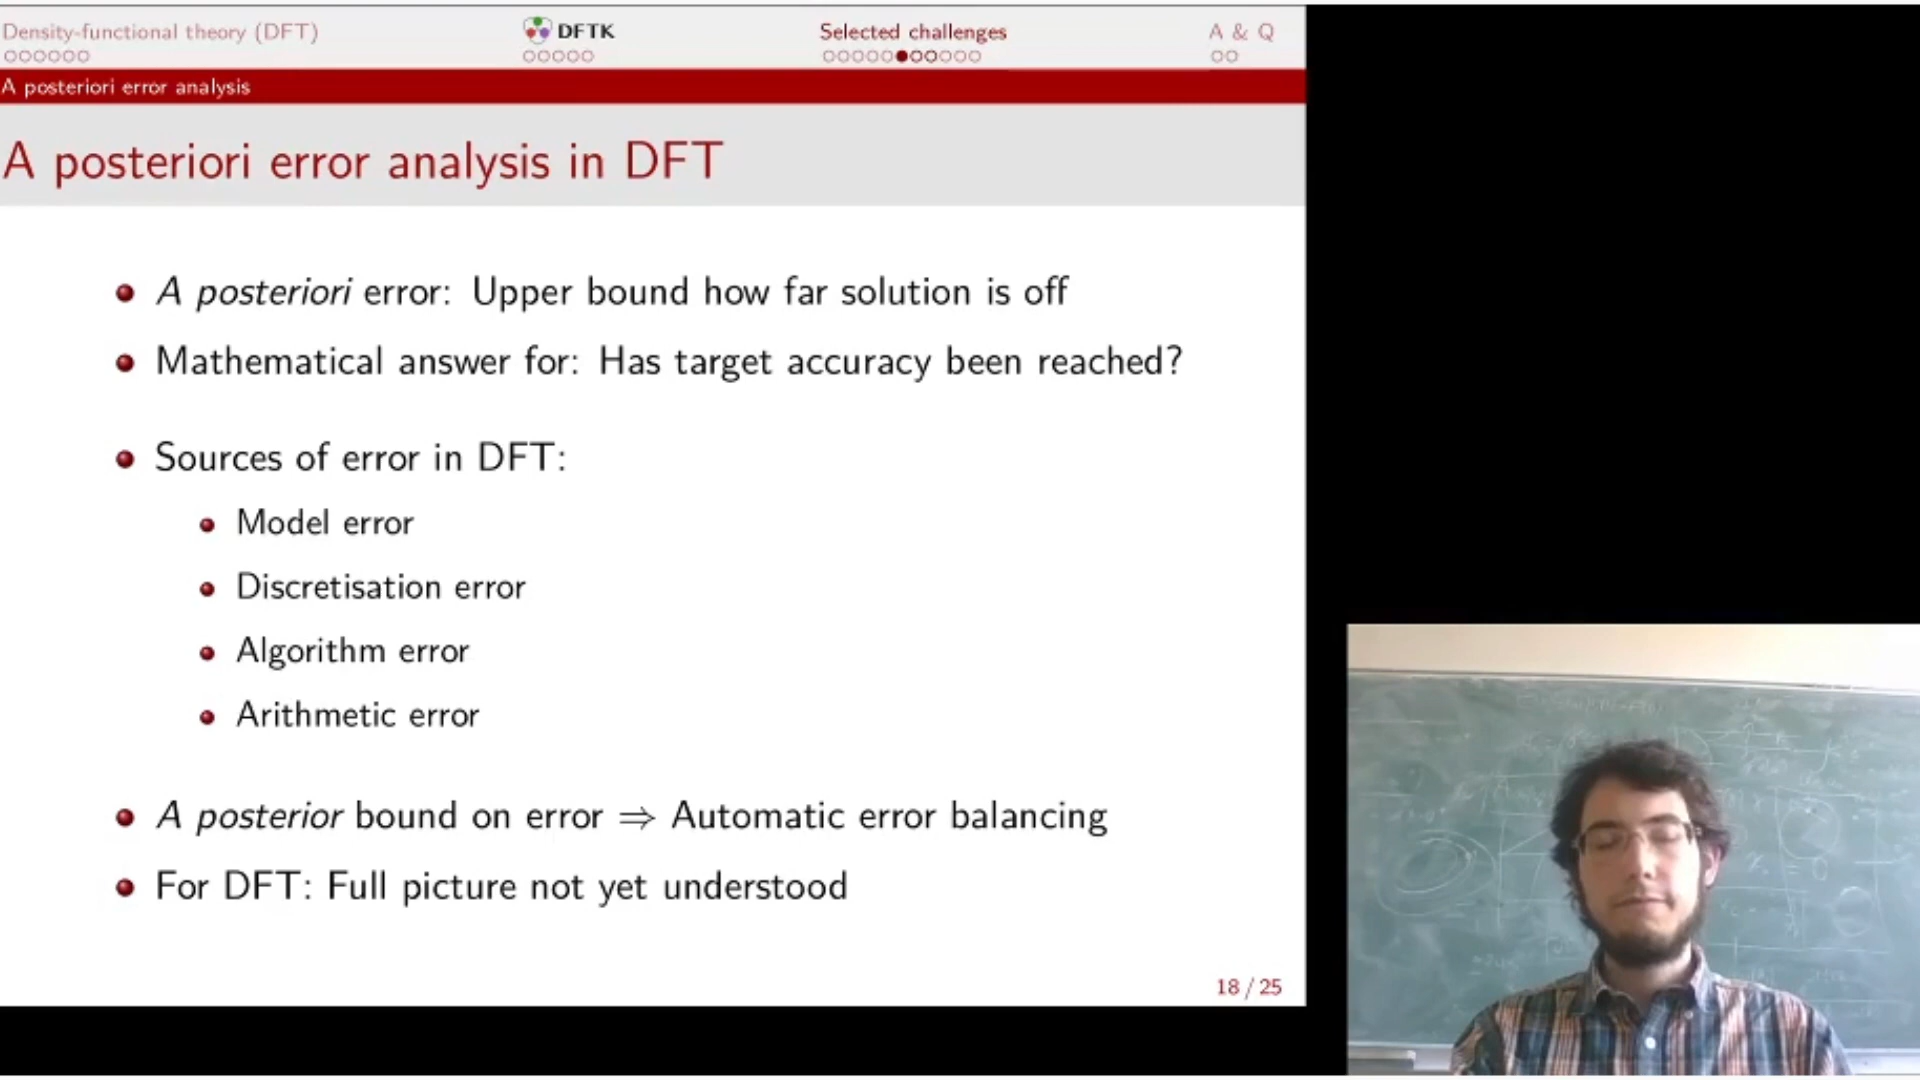 Density-functional theory (DFT)
DFTK
Selected challenges
A & Q
A posteriori error analysis
A posteriori error analysis in DFT
A posteriori error: Upper bound how far solution is off
Mathematical answer for: Has target accuracy been reached?
Sources of error in DFT:
Model error
Discretisation error
Algorithm error
Arithmetic error
A posterior bound on error ⇒ Automatic error balancing
For DFT: Full picture not yet understood
18 / 25